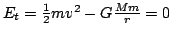 $E_t = \frac{1}{2}mv^2 - G\frac{Mm}{r} = 0$